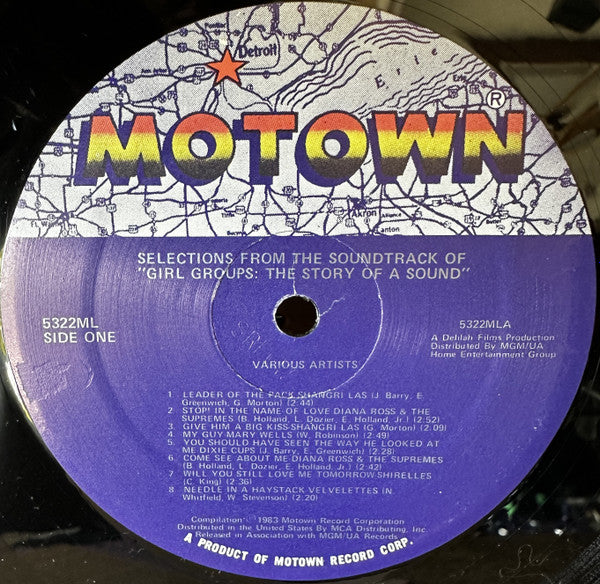 Detroit
Erie
MOTOWN®
Akron
Alliance
Canton
Ft. Wayne
SELECTIONS FROM THE SOUNDTRACK OF
"GIRL GROUPS: THE STORY OF A SOUND"
5322ML
SIDE ONE
5322MLA
A Delilah Films Production
Distributed By MGM/UA
Home Entertainment Group
VARIOUS ARTISTS
1 LEADER OF THE PACK SHANGRI LAS (J. Barry, E.
Greenwich, G. Morton) (2:44)
2 STOP! IN THE NAME OF LOVE DIANA ROSS & THE
SUPREMES (B. Holland, L. Dozier, E. Holland, Jr.) (2:52)
3 GIVE HIM A BIG KISS-SHANGRI LAS (G. Morton) (2:09)
4 MY GUY MARY WELLS (W. Robinson) (2:49)
5 YOU SHOULD HAVE SEEN THE WAY HE LOOKED AT
ME DIXIE CUPS (J. Barry, E. Greenwich) (2:28)
6 COME SEE ABOUT ME DIANA ROSS & THE SUPREMES
(B. Holland, L. Dozier, E. Holland, Jr.) (2:42)
7 WILL YOU STILL LOVE ME TOMORROW-SHIRELLES
(C. King) (2:36)
8 NEEDLE IN A HAYSTACK VELVELETTES (N.
Whitfield, W. Stevenson) (2:20)
Compilation: © 1983 Motown Record Corporation
Distributed in the United States By MCA Distributing, Inc.
Released in Association with MGM/UA Records
A PRODUCT OF MOTOWN RECORD CORP.